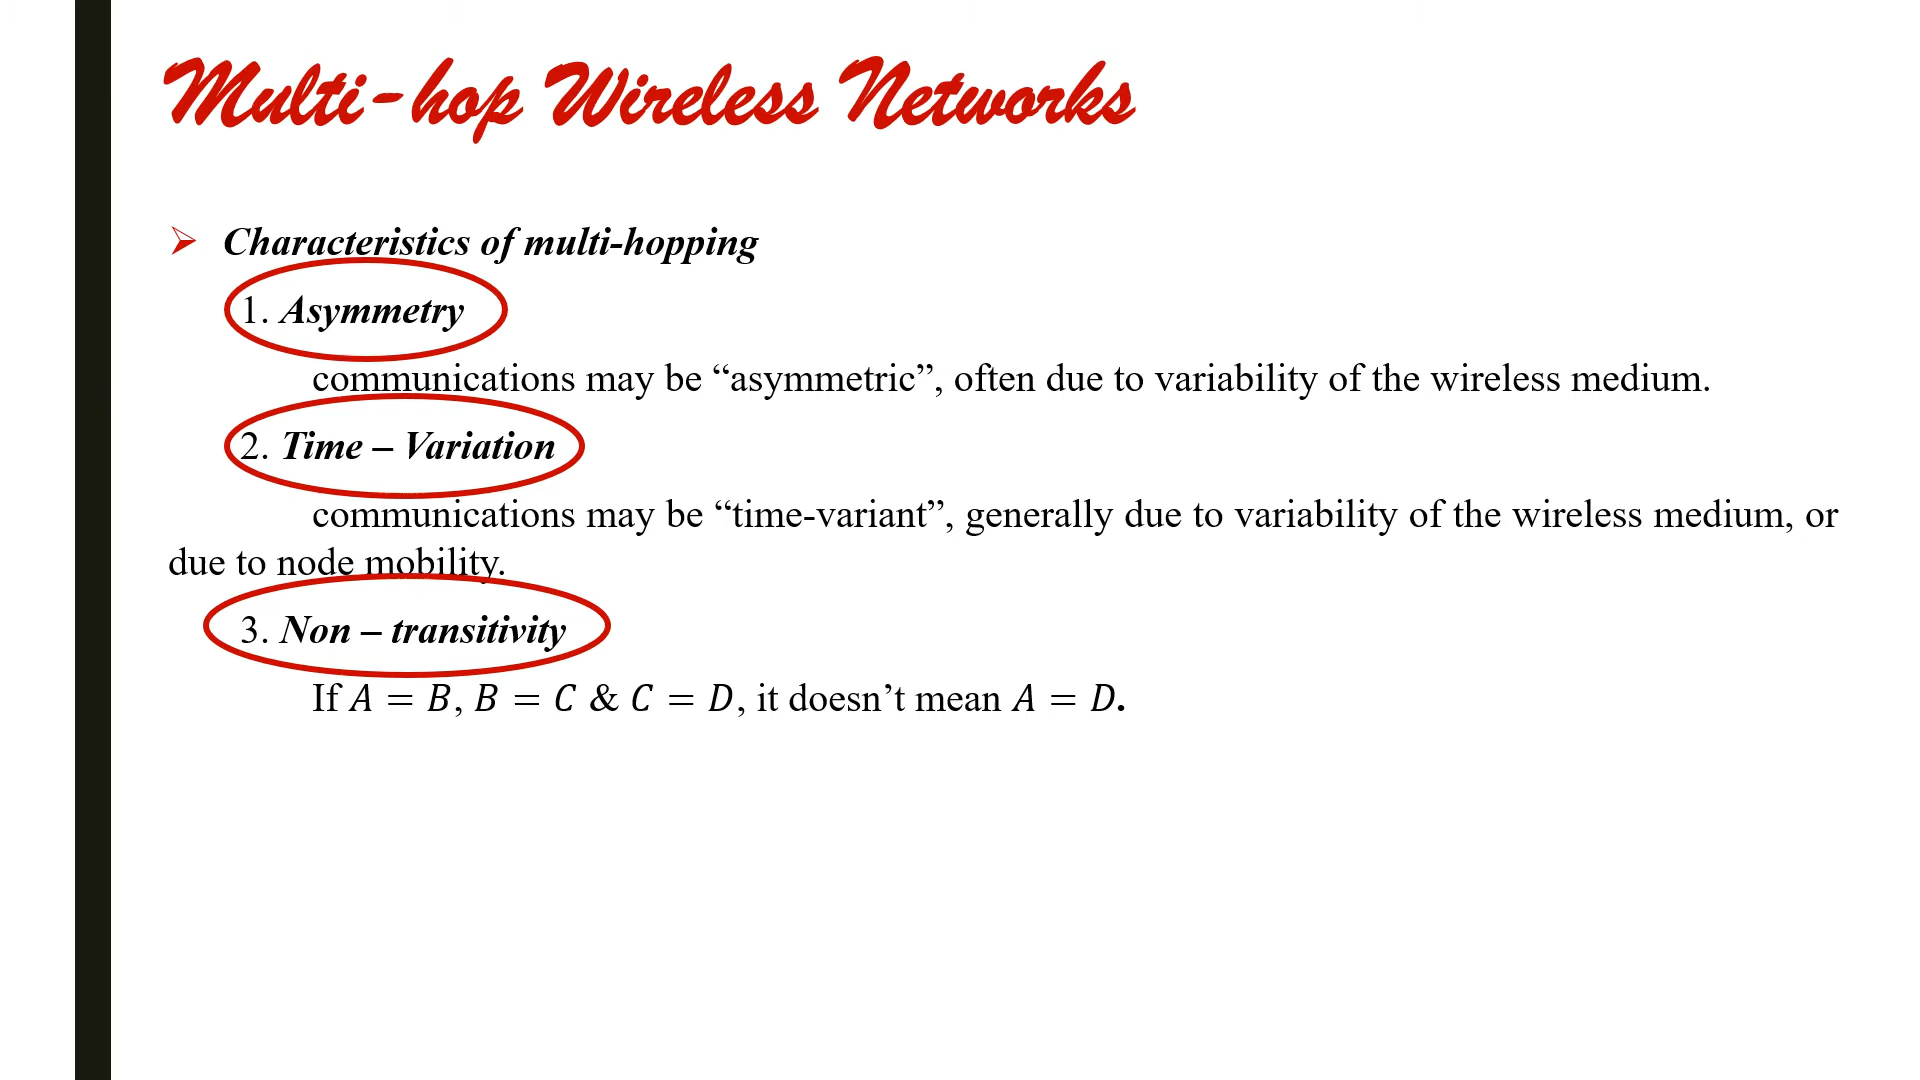 Multi-hop Wireless Networks
Characteristics of multi-hopping
1. Asymmetry
communications may be “asymmetric”, often due to variability of the wireless medium.
2. Time – Variation
communications may be “time-variant”, generally due to variability of the wireless medium, or
due to node mobility.
3. Non – transitivity
If A = B, B = C & C = D, it doesn’t mean A = D.